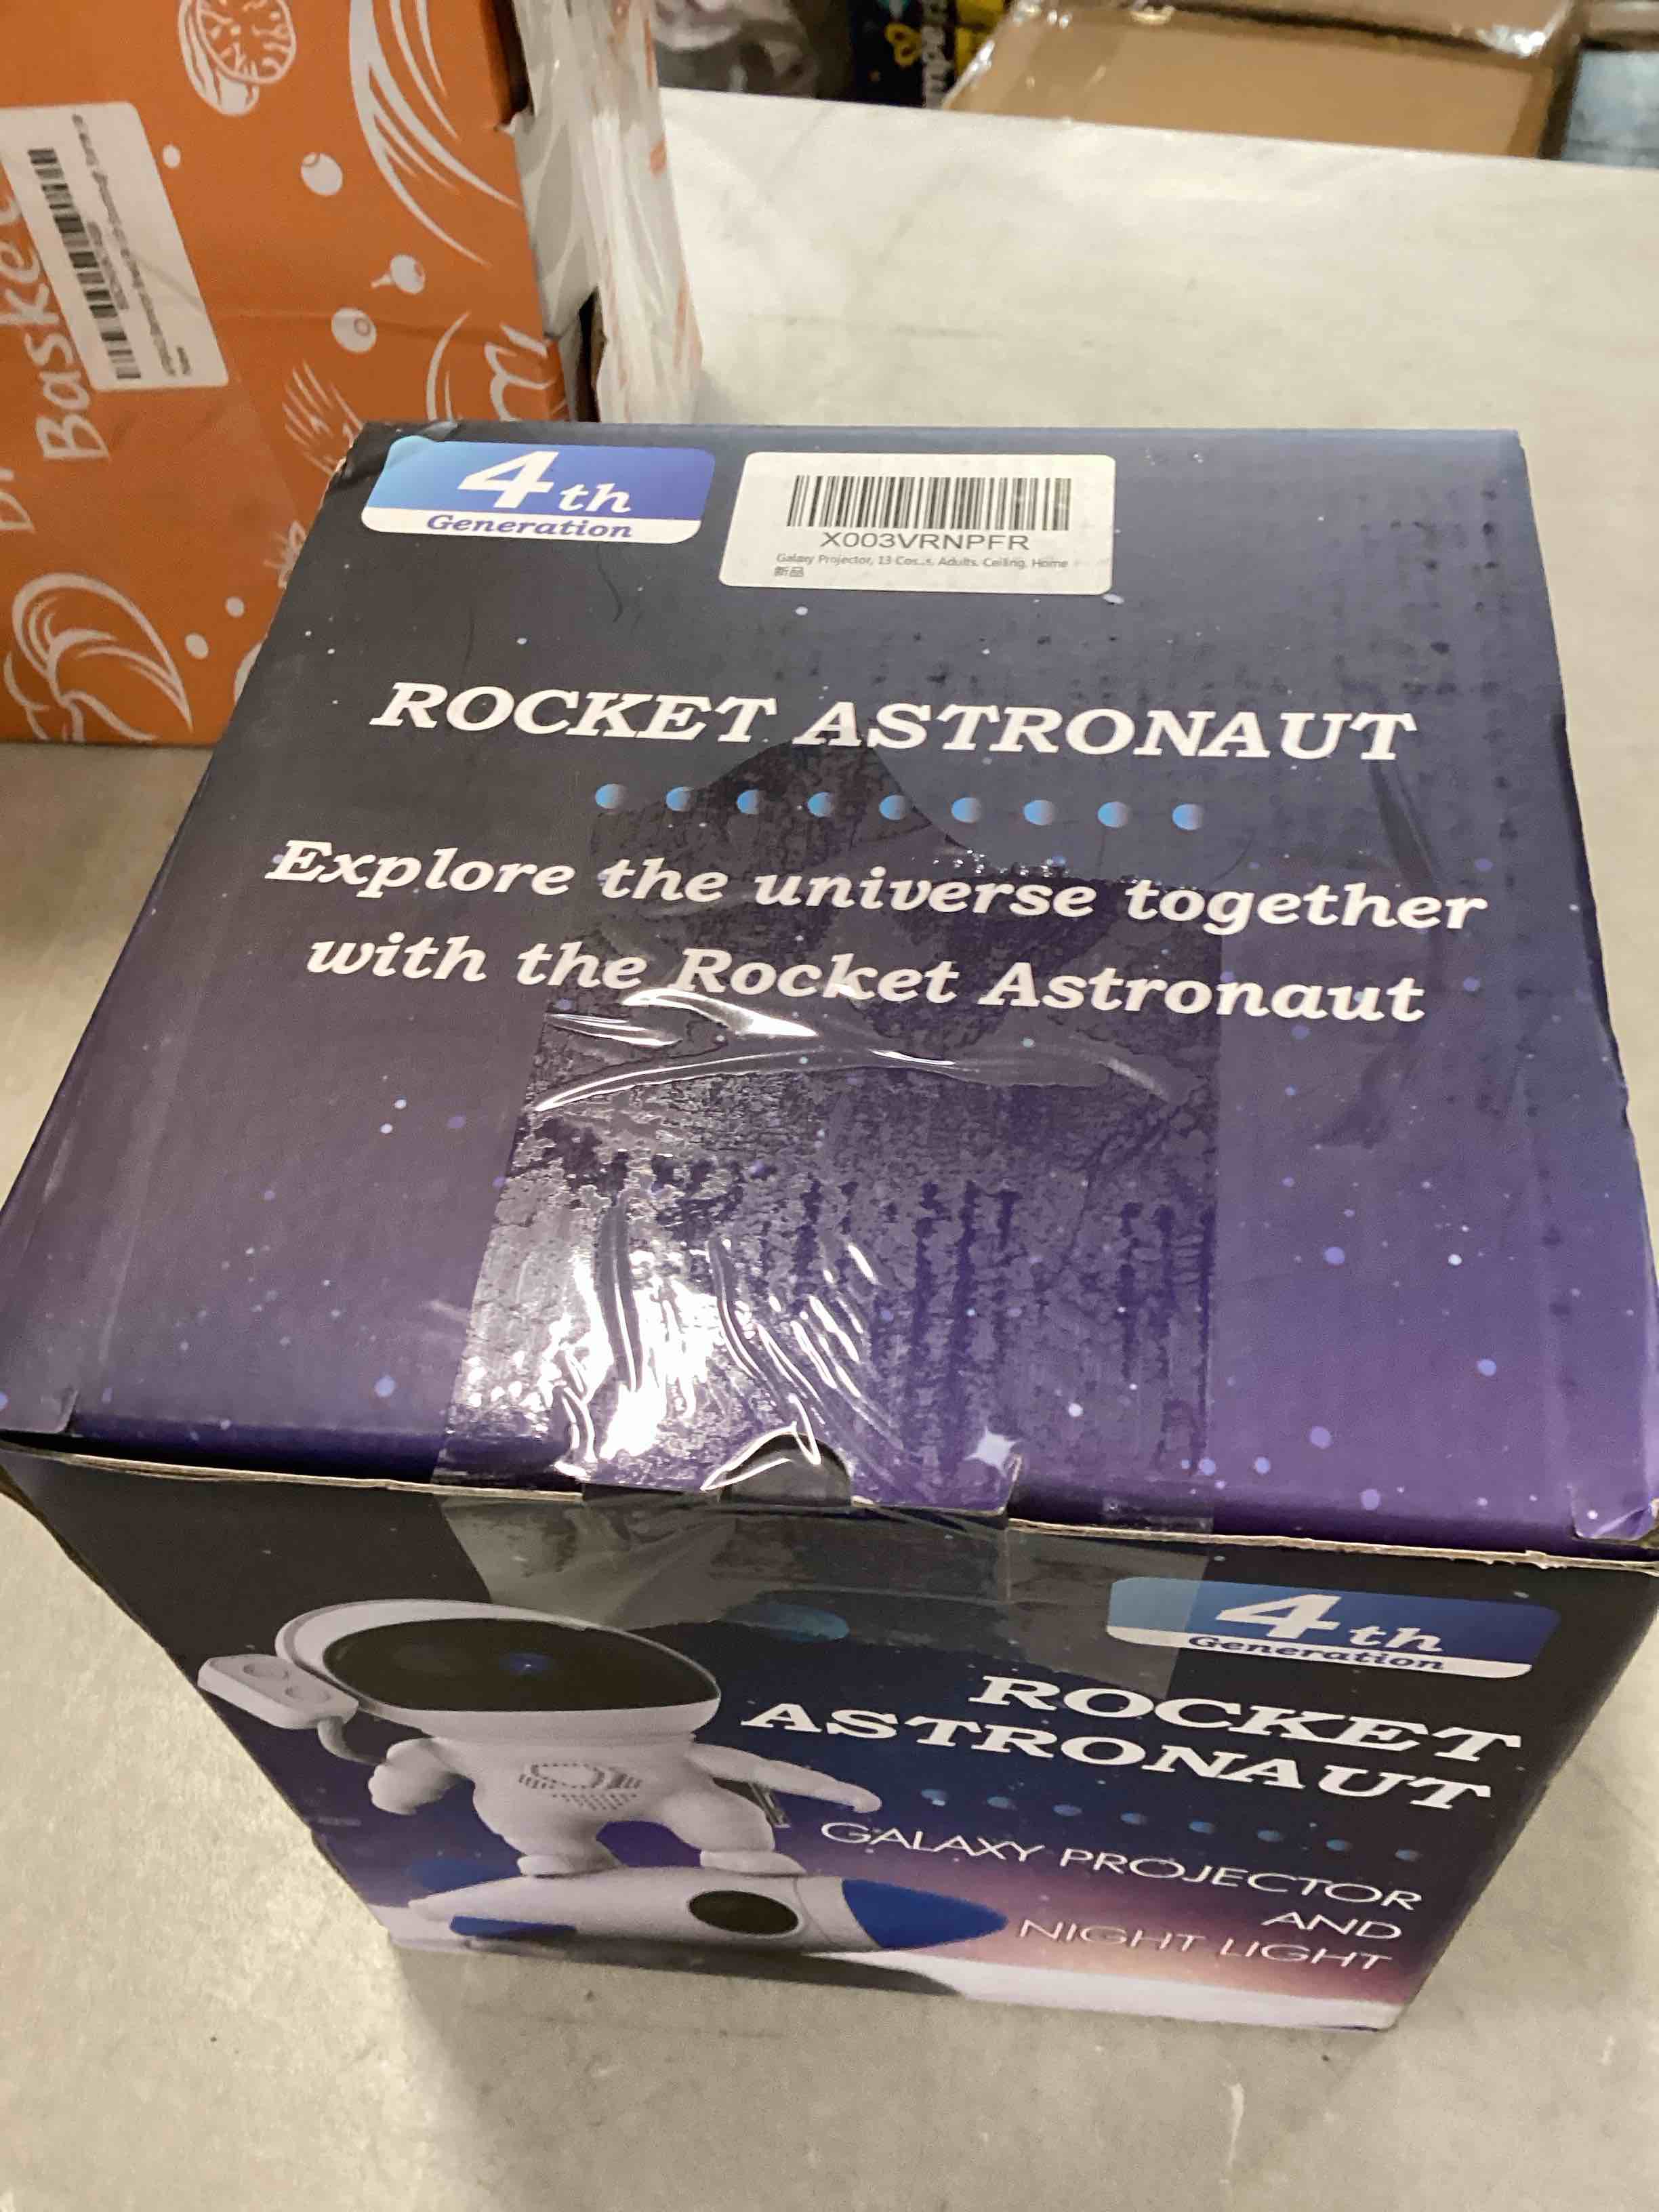 Basket
4th
Generation
X003VRNPFR
Galaxy Projector, 13 Cos...s, Adults, Ceiling, Home
新品
ROCKET ASTRONAUT
Explore the universe together
with the Rocket Astronaut
4th
Generation
ROCKET
ASTRONAUT
GALAXY PROJECTOR
AND
NIGHT LIGHT